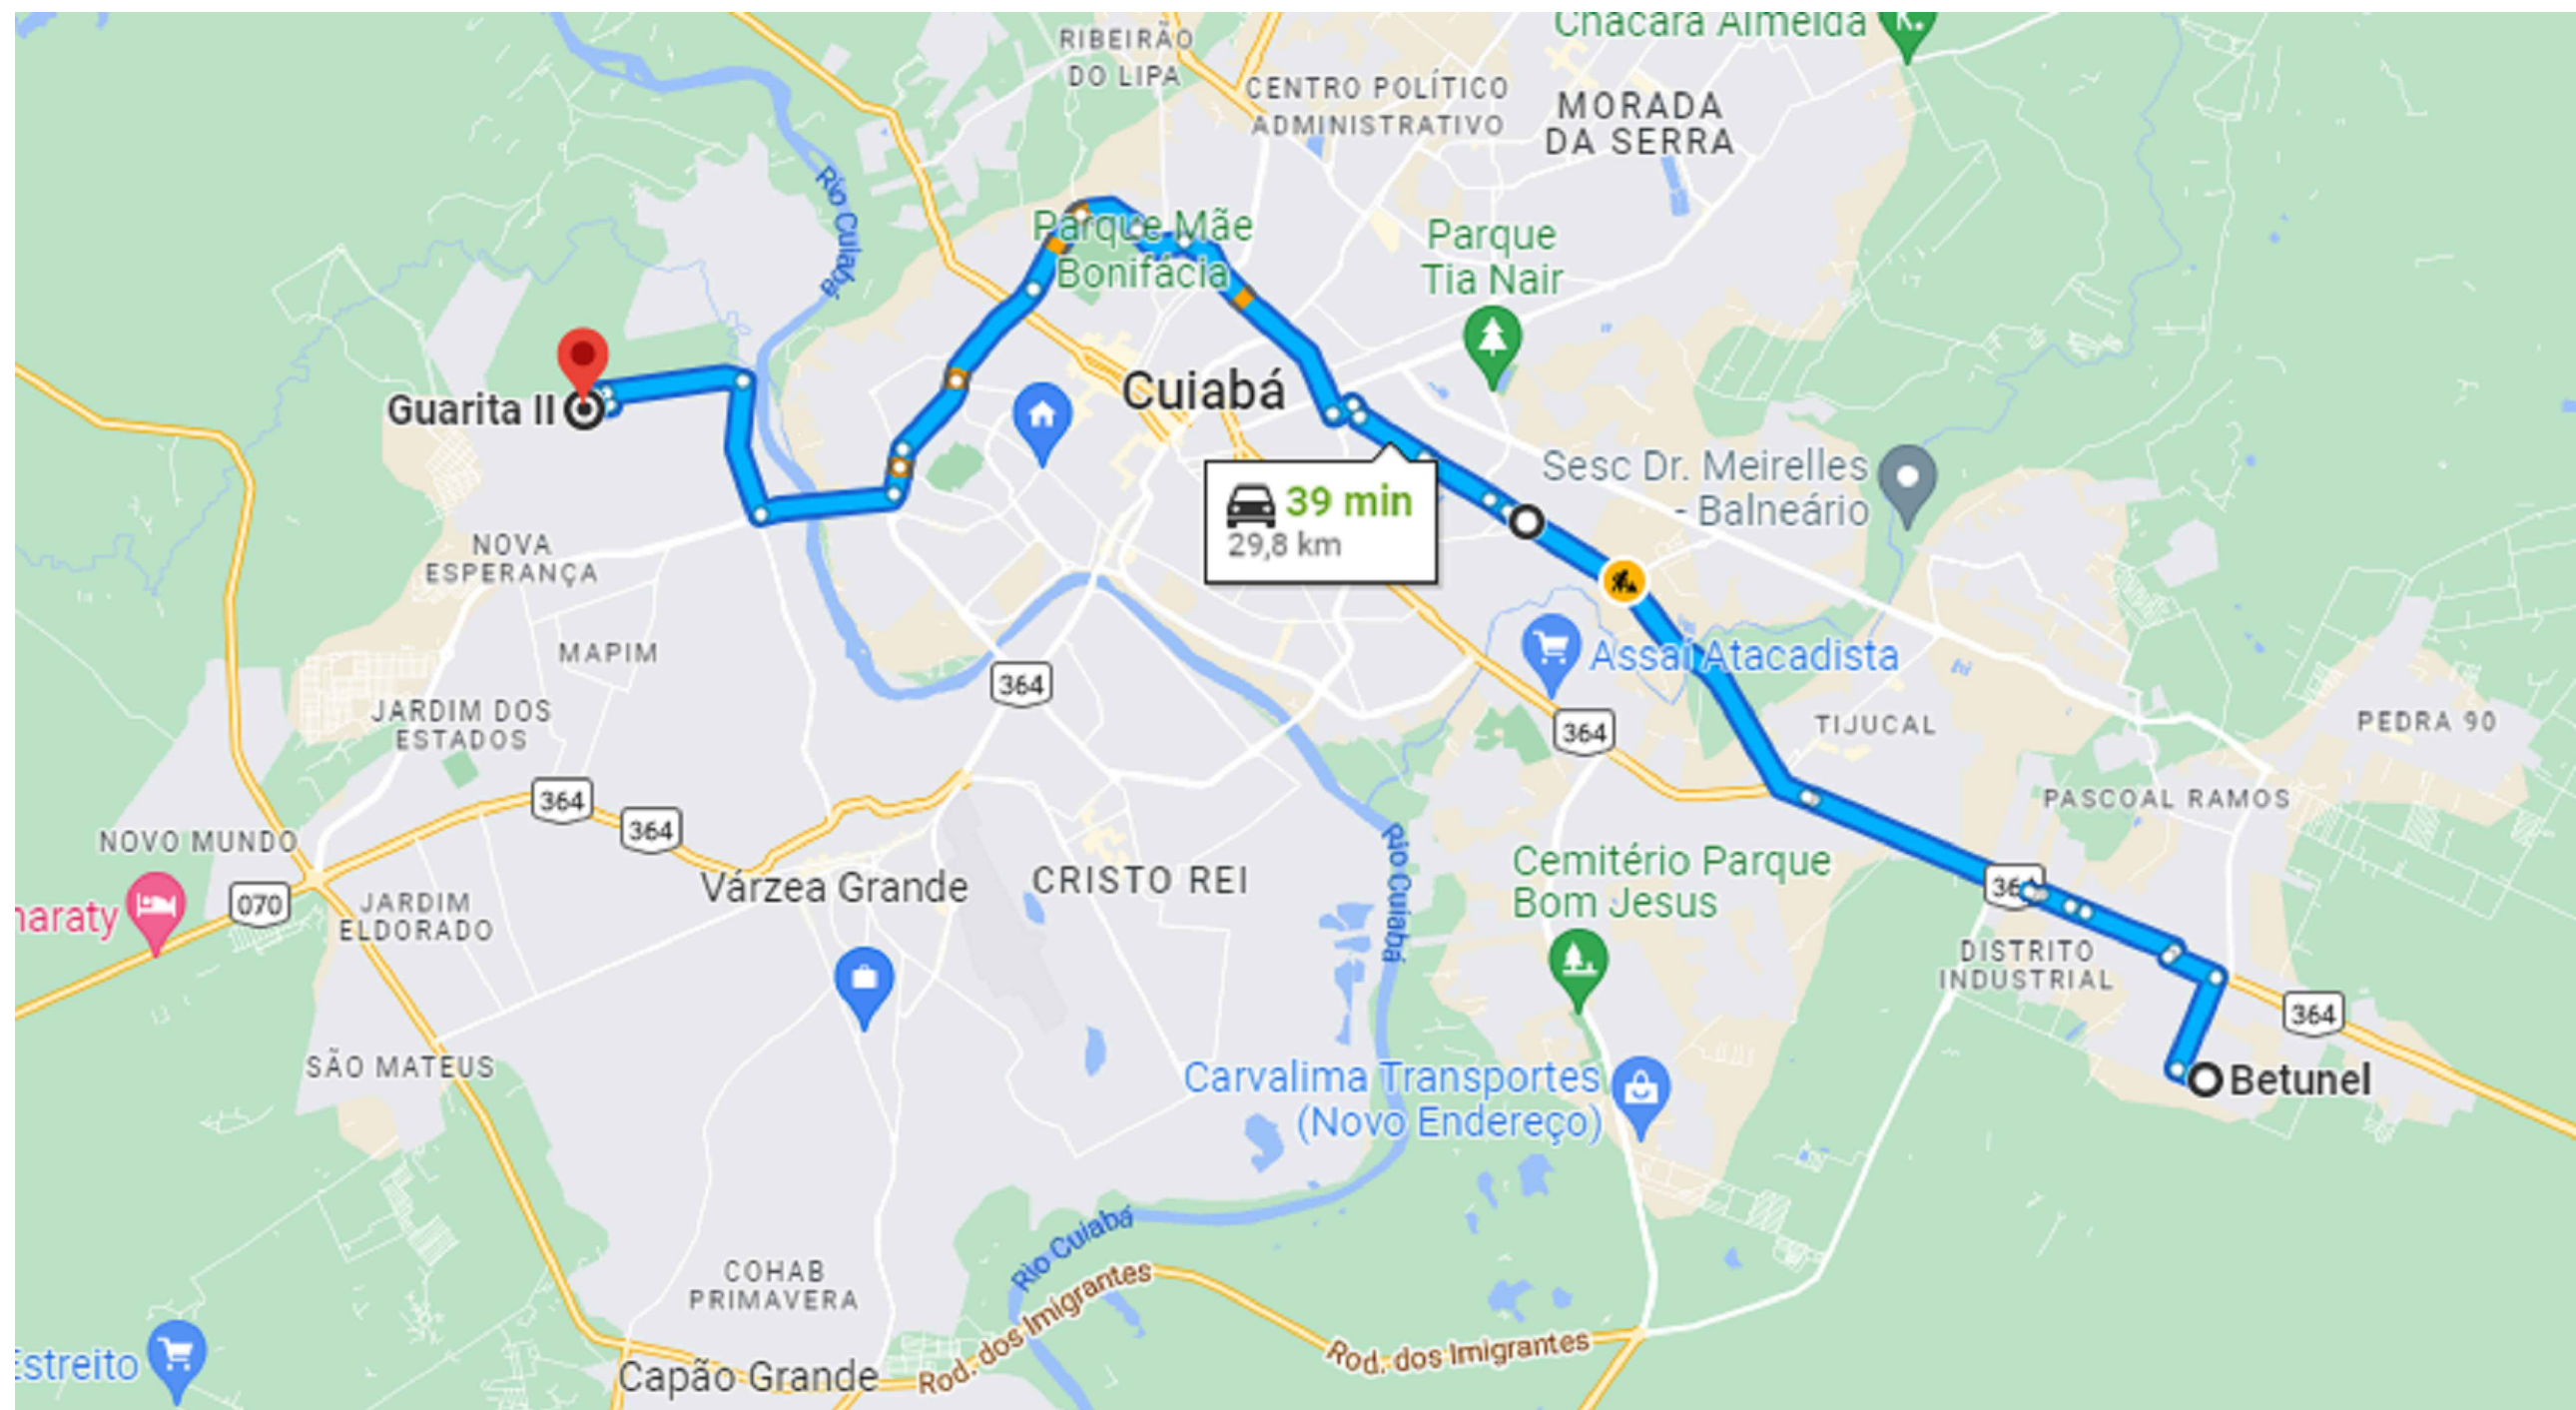 Chácara Almeida
RIBEIRÃO
DO LIPA
CENTRO POLÍTICO
ADMINISTRATIVO
MORADA
DA SERRA
Rio Cuiabá
Parque Mãe
Bonifácia
Parque
Tia Nair
Guarita II
Cuiabá
39 min
29,8 km
Sesc Dr. Meirelles
- Balneário
NOVA
ESPERANÇA
MAPIM
Assaí Atacadista
364
JARDIM DOS
ESTADOS
364
TIJUCAL
PEDRA 90
364
364
PASCOAL RAMOS
NOVO MUNDO
Várzea Grande
CRISTO REI
Rio Cuiabá
Cemitério Parque
Bom Jesus
364
naraty
070
JARDIM
ELDORADO
DISTRITO
INDUSTRIAL
364
SÃO MATEUS
Carvalima Transportes
(Novo Endereço)
Betunel
Rio Cuiabá
COHAB
PRIMAVERA
Rod. dos Imigrantes
Rod. dos Imigrantes
Estreito
Capão Grande